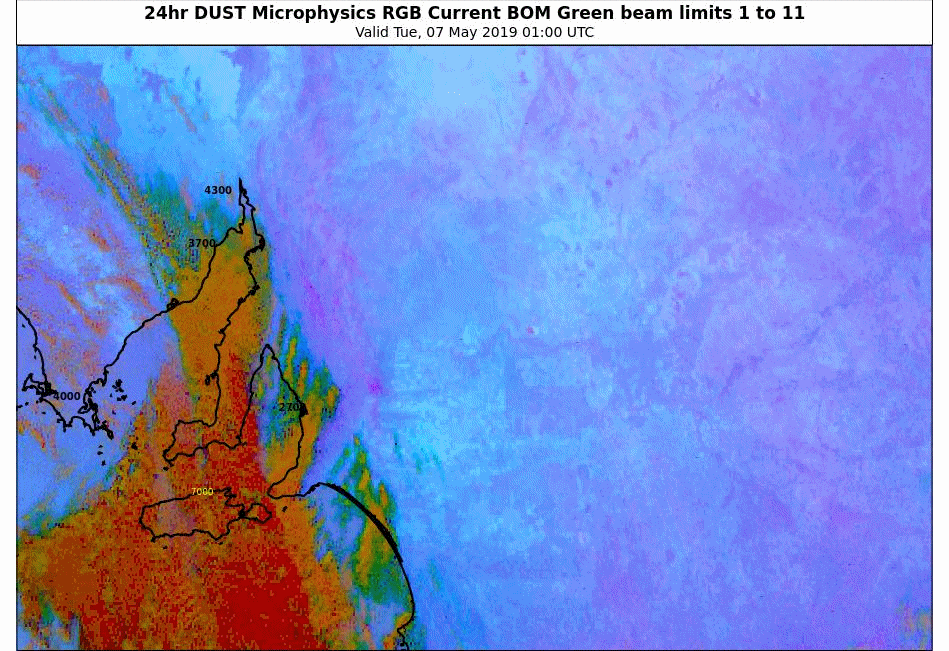 24hr DUST Microphysics RGB Current BOM Green beam limits 1 to 11
Valid Tue, 07 May 2019 01:00 UTC
4300
3700
4000
7000